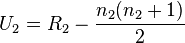 U_2 = R_2 - \frac{n_2(n_2+1)}{2}